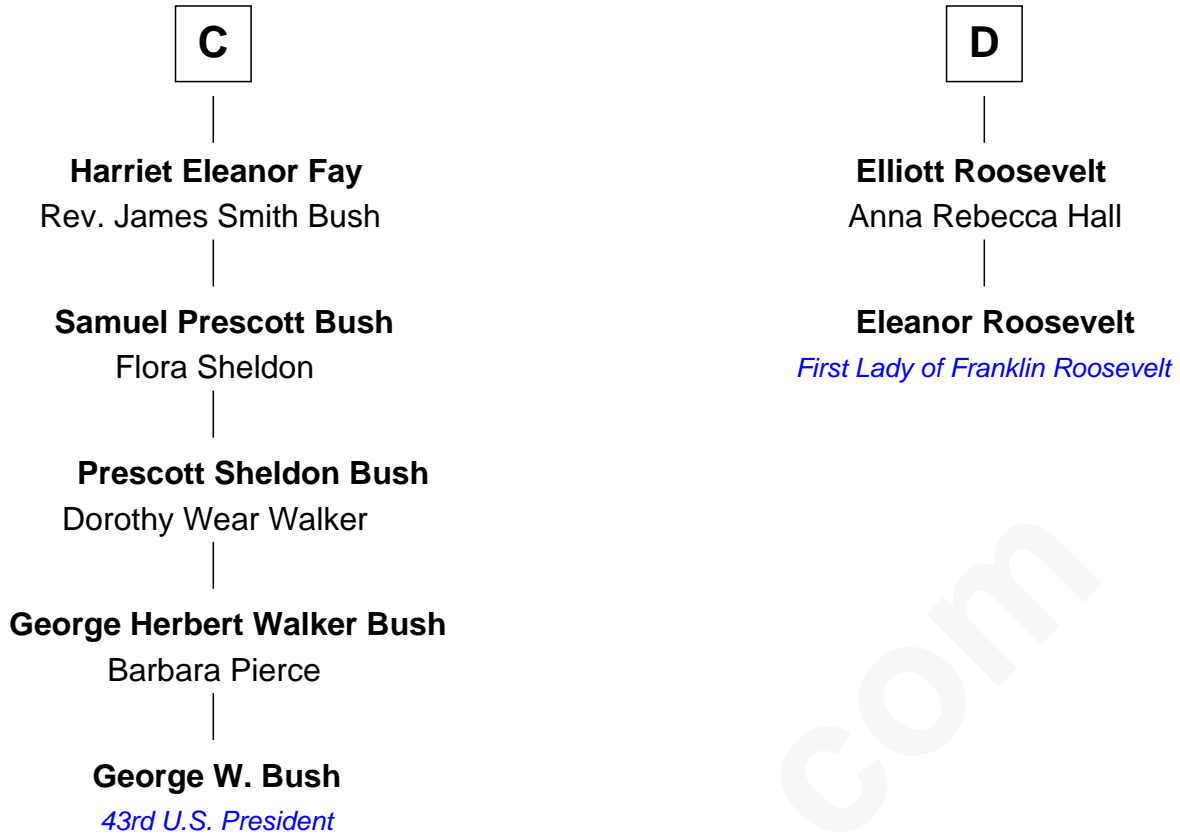 C
Harriet Eleanor Fay
Rev. James Smith Bush
Samuel Prescott Bush
Flora Sheldon
Prescott Sheldon Bush
Dorothy Wear Walker
George Herbert Walker Bush
Barbara Pierce
George W. Bush
43rd U.S. President
D
Elliott Roosevelt
Anna Rebecca Hall
Eleanor Roosevelt
First Lady of Franklin Roosevelt
com